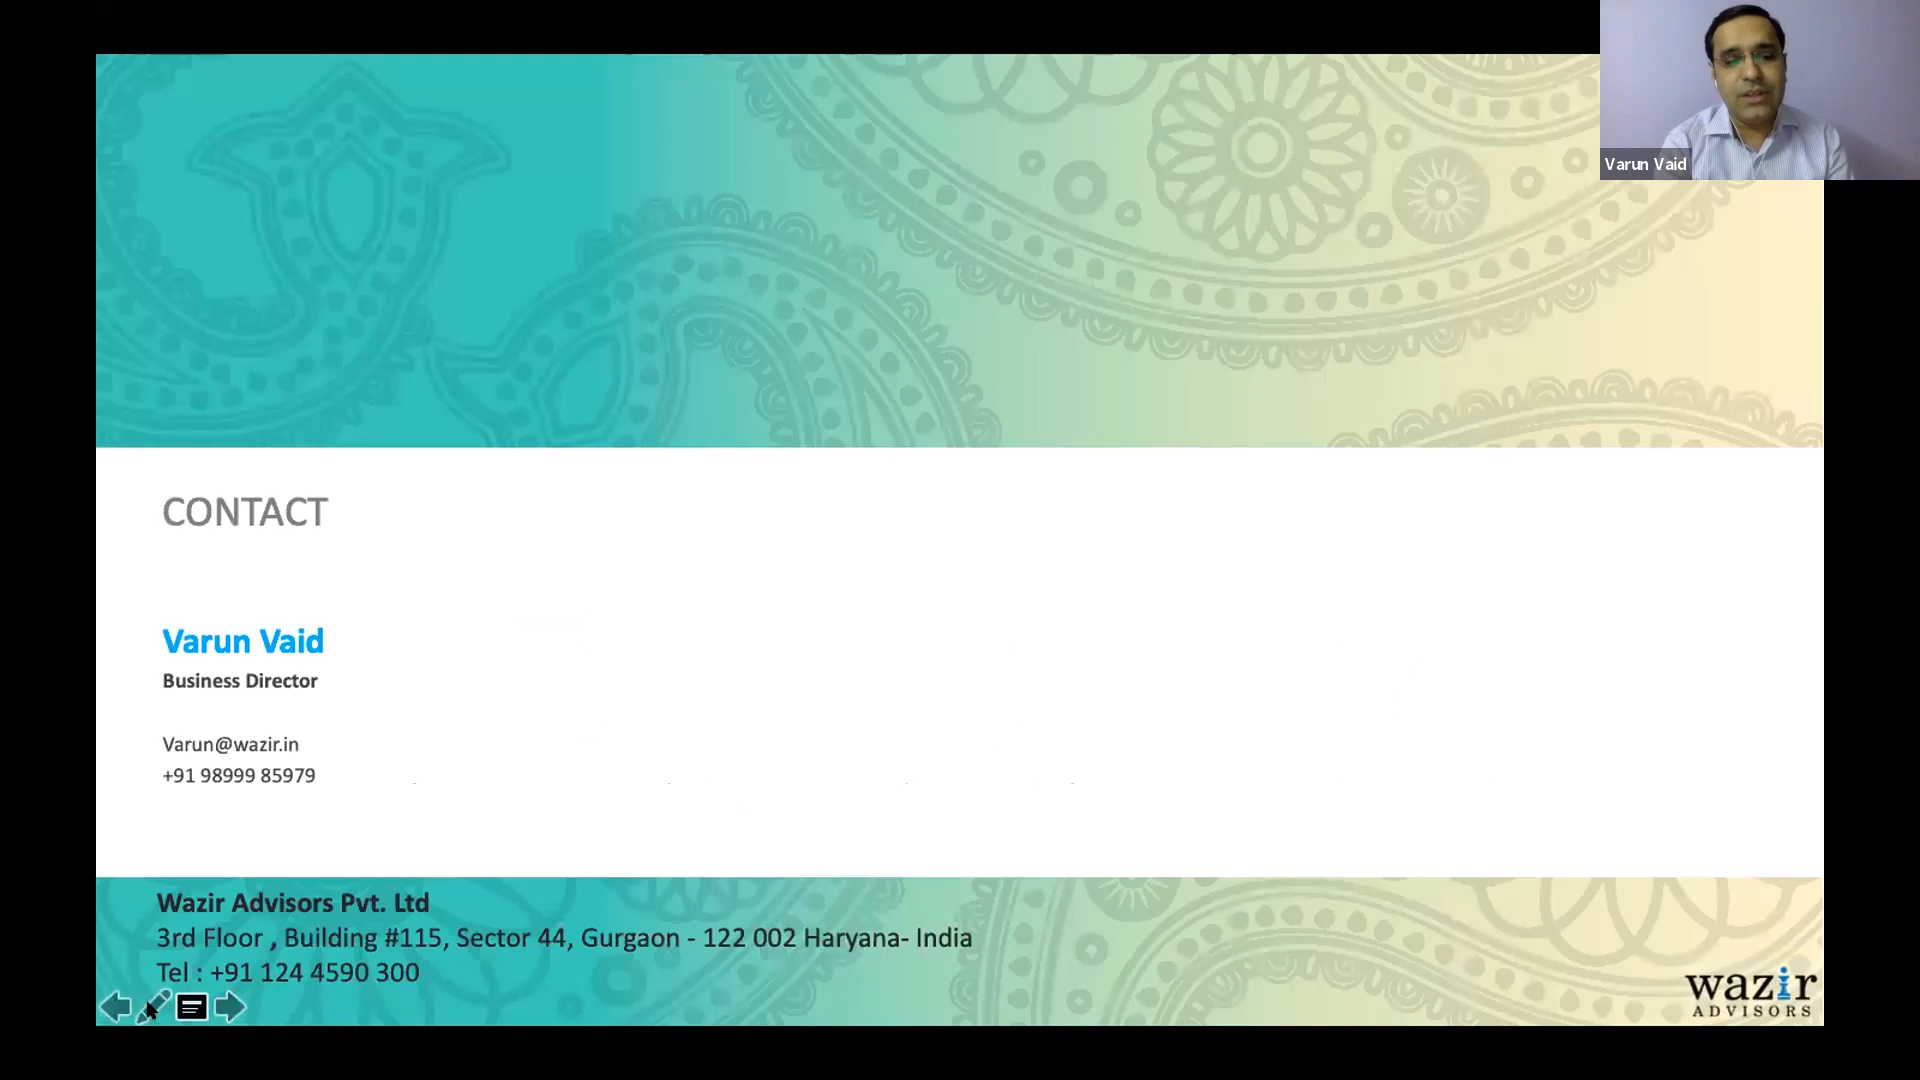 Varun Vaid
CONTACT
Varun Vaid
Business Director
Varun@wazir.in
+91 98999 85979
Wazir Advisors Pvt. Ltd
3rd Floor , Building #115, Sector 44, Gurgaon - 122 002 Haryana- India
Tel : +91 124 4590 300
wazir
ADVISORS